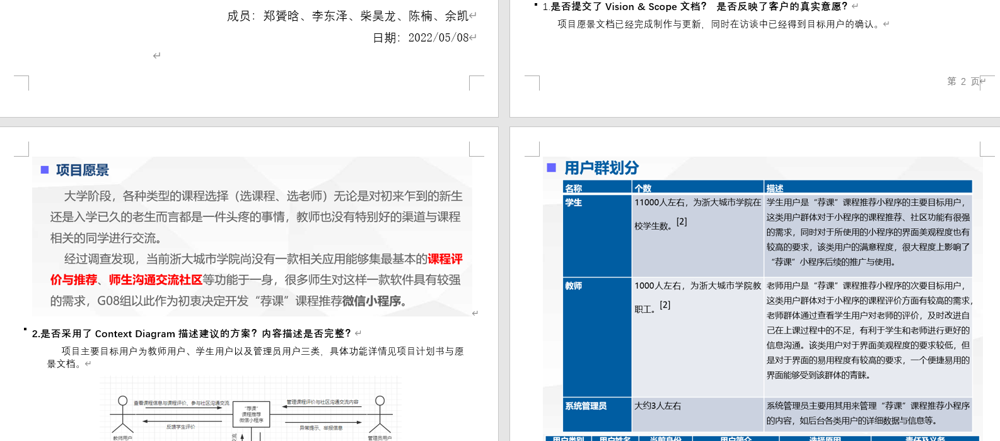 成员：郑赟晗、李东泽、柴昊龙、陈楠、余凯
日期：2022/05/08
1.是否提交了 Vision & Scope 文档？ 是否反映了客户的真实意愿？
项目愿景文档已经完成制作与更新，同时在访谈中已经得到目标用户的确认。
第 2 页
项目愿景
大学阶段，各种类型的课程选择（选课程、选老师）无论是对初来乍到的新生
还是入学已久的老生而言都是一件头疼的事情，教师也没有特别好的渠道与课程
相关的同学进行交流。
经过调查发现，当前浙大城市学院尚没有一款相关应用能够集最基本的课程评
价与推荐、师生沟通交流社区等功能于一身，很多师生对这样一款软件具有较强
的需求，G08组以此作为初衷决定开发“荐课”课程推荐微信小程序。
2.是否采用了 Context Diagram 描述建议的方案？内容描述是否完整？
项目主要目标用户为教师用户、学生用户以及管理员用户三类，具体功能详情见项目计划书与愿
景文档。
查看课程信息与课程评价、参与社区沟通交流
反馈学生评价
教师用户
“荐课”
课程推荐
微信小程序
管理课程评价与社区沟通交流内容
异常提示、举报信息
管理员用户
用户群划分
名称 个数 描述
学生
11000人左右，为浙大城市学院在
校学生数。[2]
学生用户是“荐课”课程推荐小程序的主要目标用户，
这类用户群体对于小程序的课程推荐、社区功能有很强
的需求，同时对于所使用的小程序的界面美观程度也有
较高的要求，该类用户的满意程度，很大程度上影响了
“荐课”小程序后续的推广与使用。
教师
1000人左右，为浙大城市学院教
职工。[2]
老师用户是“荐课”课程推荐小程序的次要目标用户，
这类用户群体对于小程序的课程评价方面有较高的需求，
老师群体通过查看学生用户对老师的评价，及时改进自
己在上课过程中的不足，有利于学生和老师进行更好的
信息沟通。该类用户对于界面美观程度的要求较低，但
是对于界面的易用程度有较高的要求，一个便捷易用的
界面能够受到该群体的青睐。
系统管理员
大约3人左右
系统管理员主要用其用来管理“荐课”课程推荐小程序
的内容，如后台各类用户的详细数据与信息等。
用户类别 用户姓名 当前身份 用户简介 选择原因 责任及义务